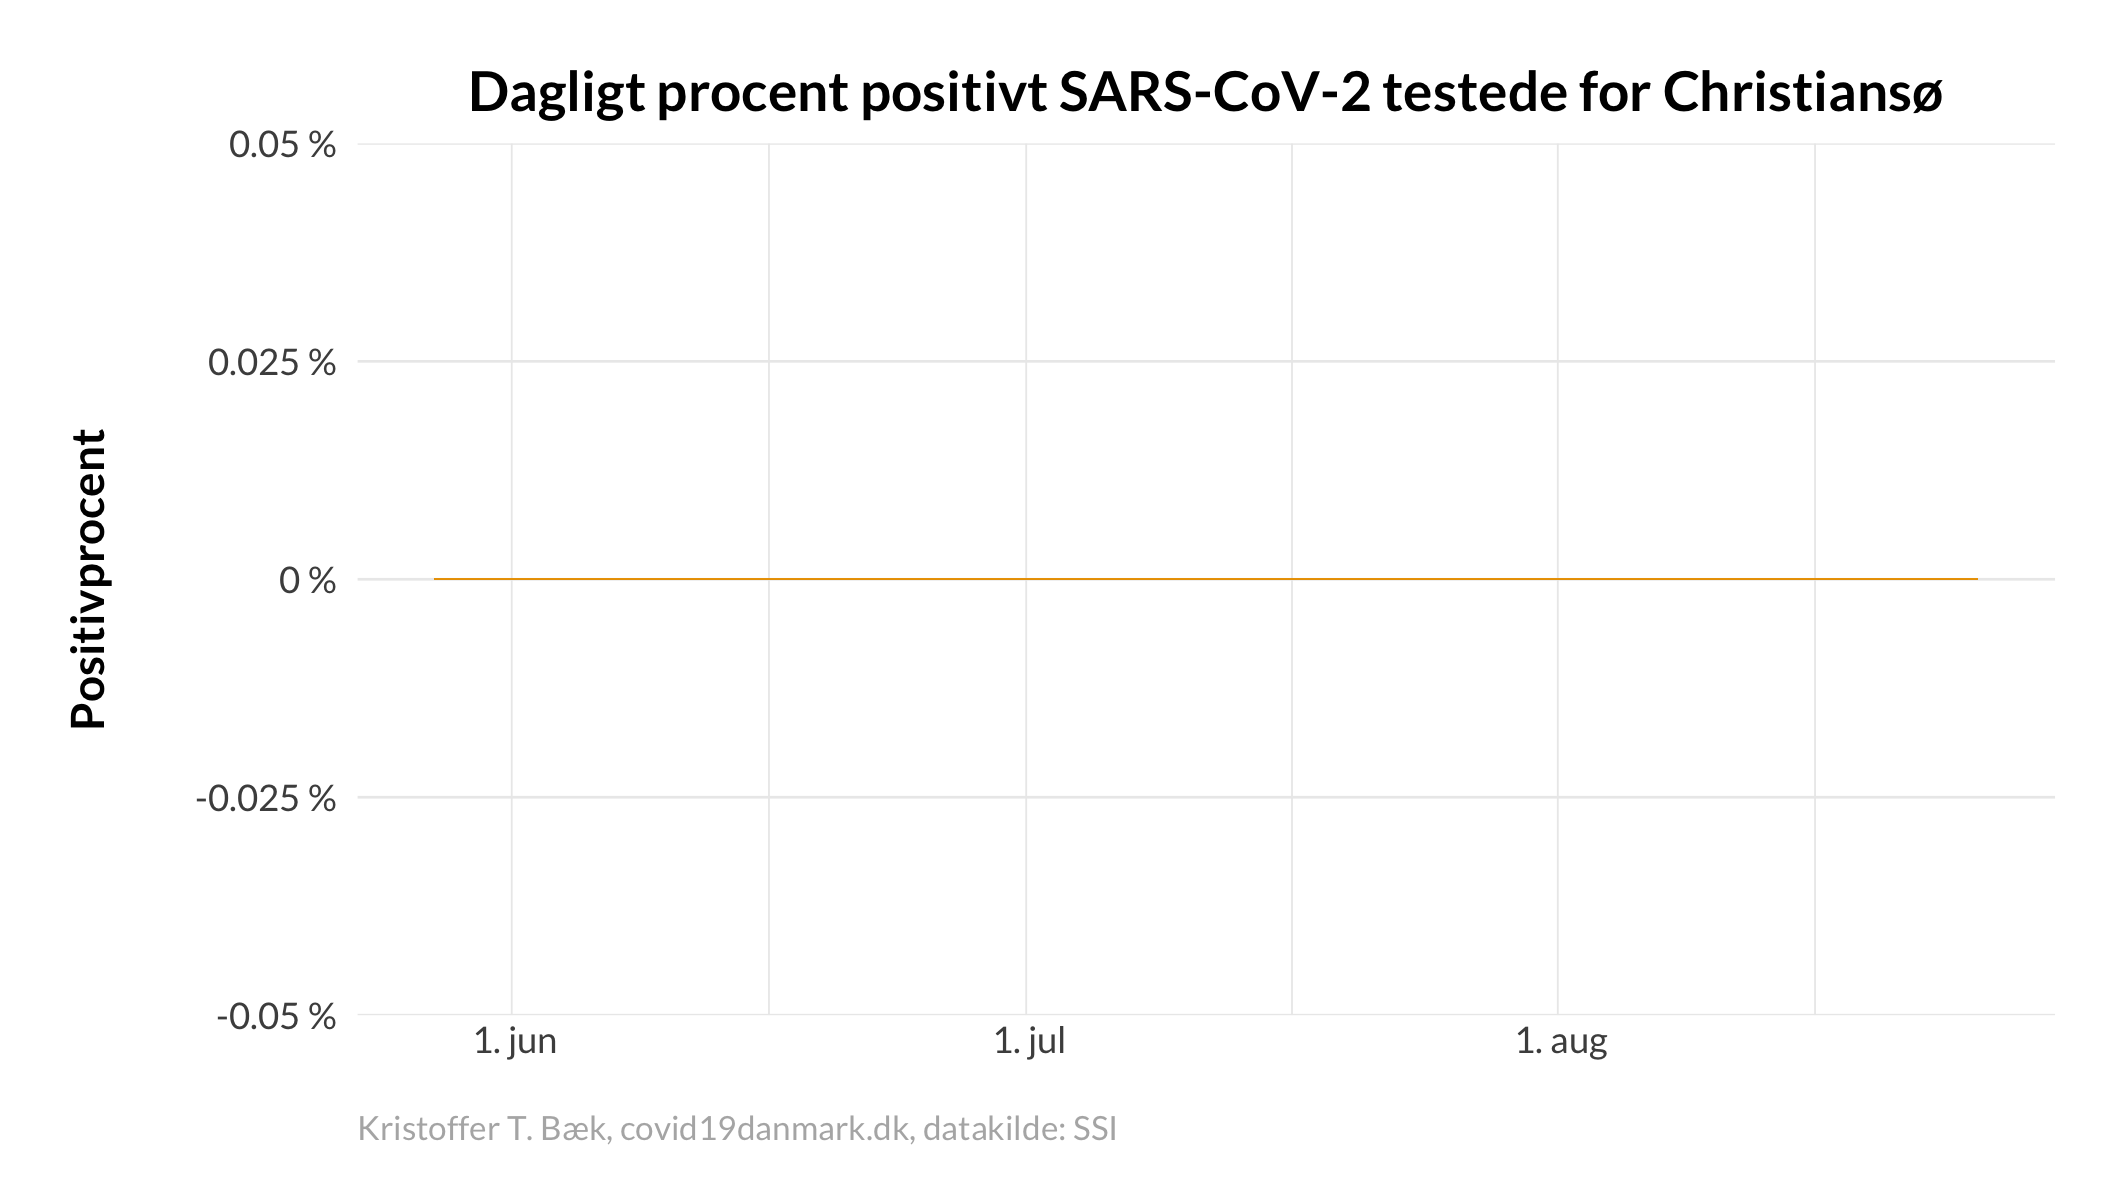 Dagligt procent positivt SARS-CoV-2 testede for Christiansø
0.05 %
0.025 %
0 %
-0.025 %
-0.05 %
Positivprocent
1. jun
1. jul
1. aug
Kristoffer T. Bæk, covid19danmark.dk, datakilde: SSI